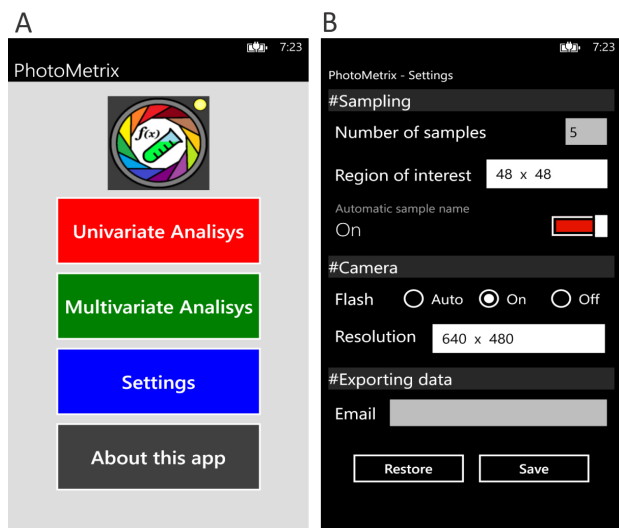 A
7:23
PhotoMetrix
f(x)
Univariate Analisys
Multivariate Analisys
Settings
About this app
B
7:23
PhotoMetrix - Settings
#Sampling
Number of samples 5
Region of interest 48 x 48
Automatic sample name
On
#Camera
Flash Auto On Off
Resolution 640 x 480
#Exporting data
Email
Restore Save